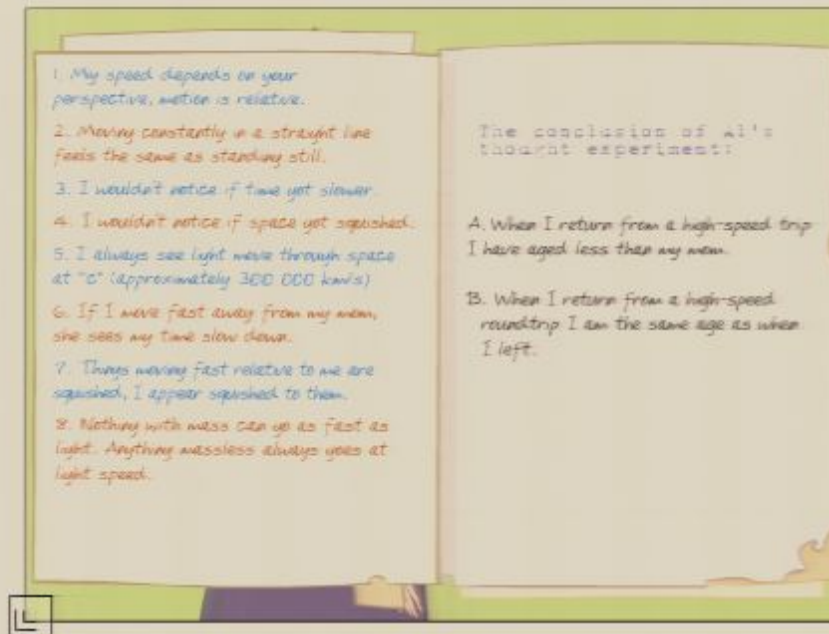 1. My speed depends on your
perspective, motion is relative.
2. Moving constantly in a straight line
feels the same as standing still.
3. I wouldn't notice if time got slower.
4. I wouldn't notice if space got squished.
5. I always see light move through space
at "c" (approximately 300 000 km/s)
6. If I move fast away from my mom,
she sees my time slow down.
7. Things moving fast relative to me are
squished, I appear squished to them.
8. Nothing with mass can go as fast as
light. Anything massless always goes at
light speed.
The conclusion of Al's
thought experiment:
A. When I return from a high-speed trip
I have aged less than my mom.
B. When I return from a high-speed
roundtrip I am the same age as when
I left.